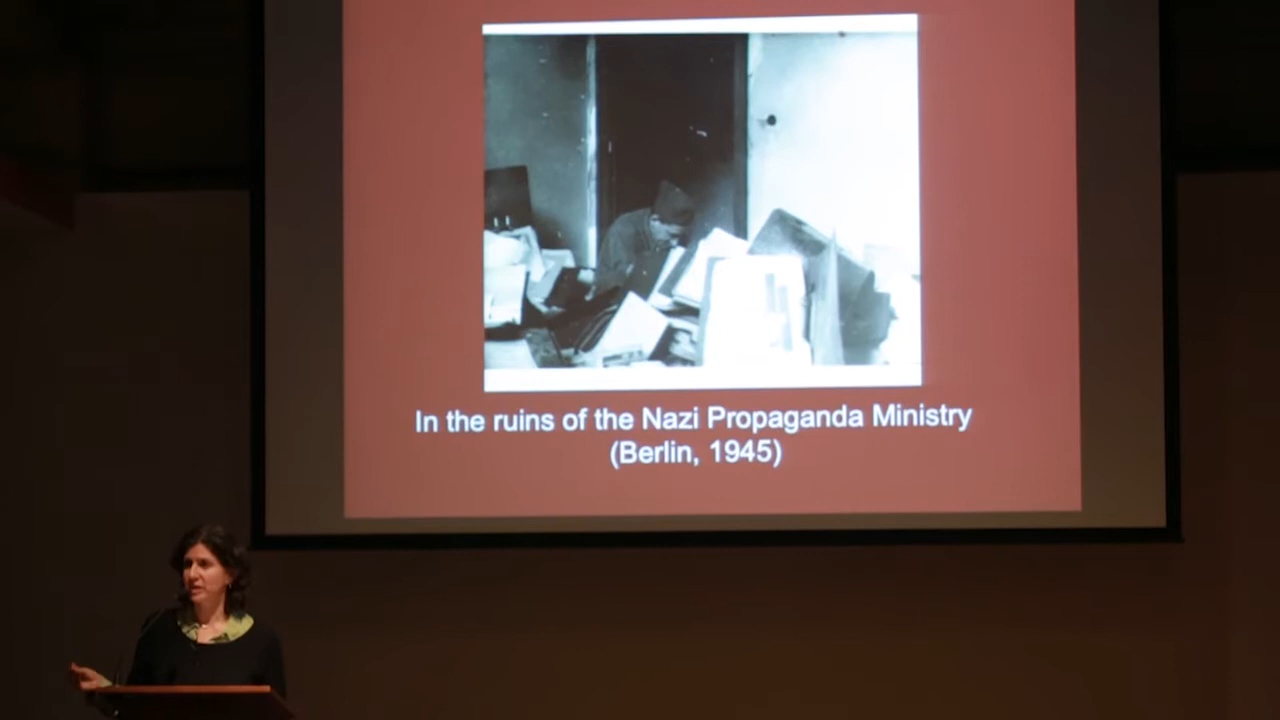 In the ruins of the Nazi Propaganda Ministry
(Berlin, 1945)